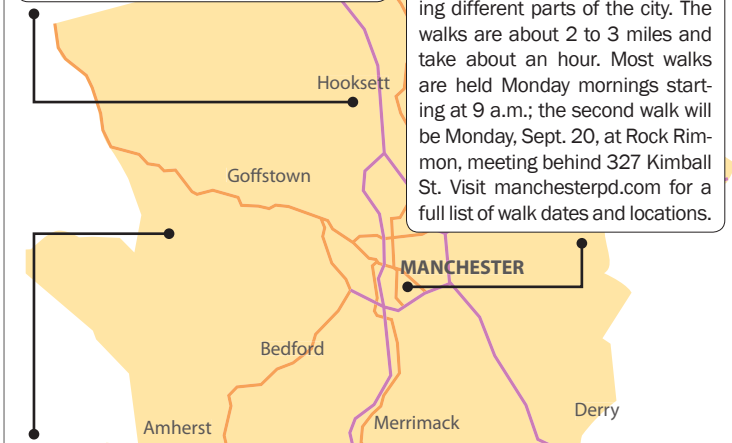 ing different parts of the city. The
walks are about 2 to 3 miles and
take about an hour. Most walks
are held Monday mornings start-
ing at 9 a.m.; the second walk will
be Monday, Sept. 20, at Rock Rim-
mon, meeting behind 327 Kimball
St. Visit manchesterpd.com for a
full list of walk dates and locations.
Hooksett
Goffstown
MANCHESTER
Bedford
Derry
Amherst
Merrimack